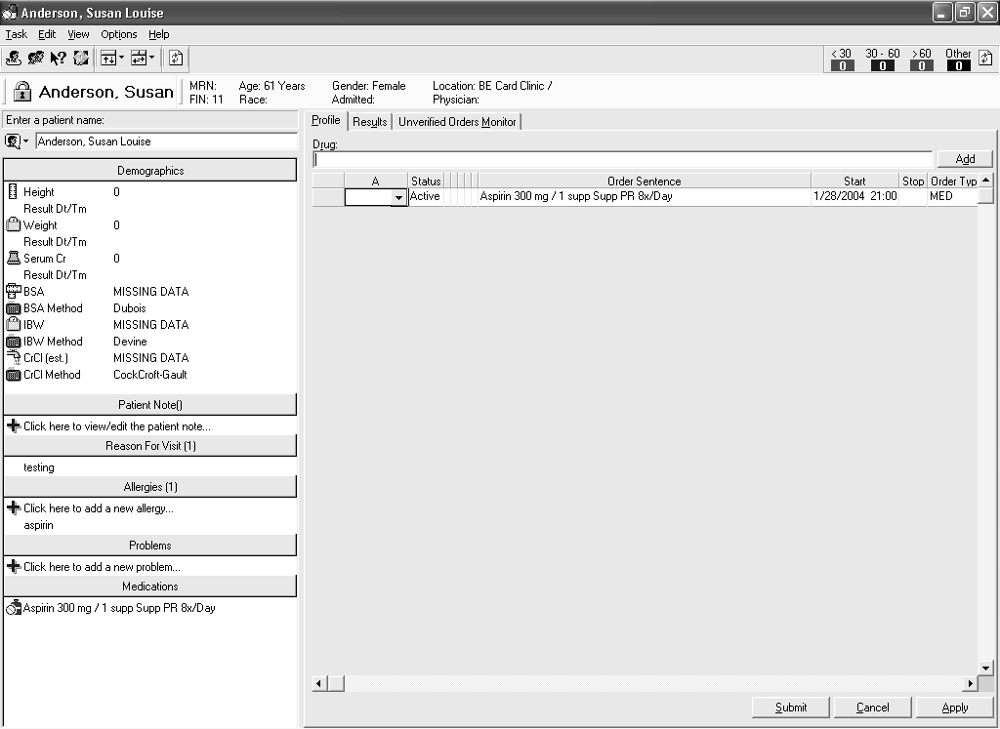 Anderson, Susan Louise
Task Edit View Options Help
< 30 30 - 60 > 60 Other
0 0 0 0
Anderson, Susan
MRN: Age: 61 Years Gender: Female Location: BE Card Clinic /
FIN: 11 Race: Admitted: Physician:
Enter a patient name:
Anderson, Susan Louise
Demographics
Height 0
Result Dt/Tm
Weight 0
Result Dt/Tm
Serum Cr 0
Result Dt/Tm
BSA MISSING DATA
BSA Method Dubois
IBW MISSING DATA
IBW Method Devine
CrCl (est.) MISSING DATA
CrCl Method CockCroft-Gault
Patient Note()
Click here to view/edit the patient note...
Reason For Visit (1)
testing
Allergies (1)
Click here to add a new allergy...
aspirin
Problems
Click here to add a new problem...
Medications
Aspirin 300 mg / 1 supp Supp PR 8x/Day
Profile Results Unverified Orders Monitor
Drug:
Add
A Status Order Sentence Start Stop Order Typ
Active Aspirin 300 mg / 1 supp Supp PR 8x/Day 1/28/2004 21:00 MED
Submit Cancel Apply